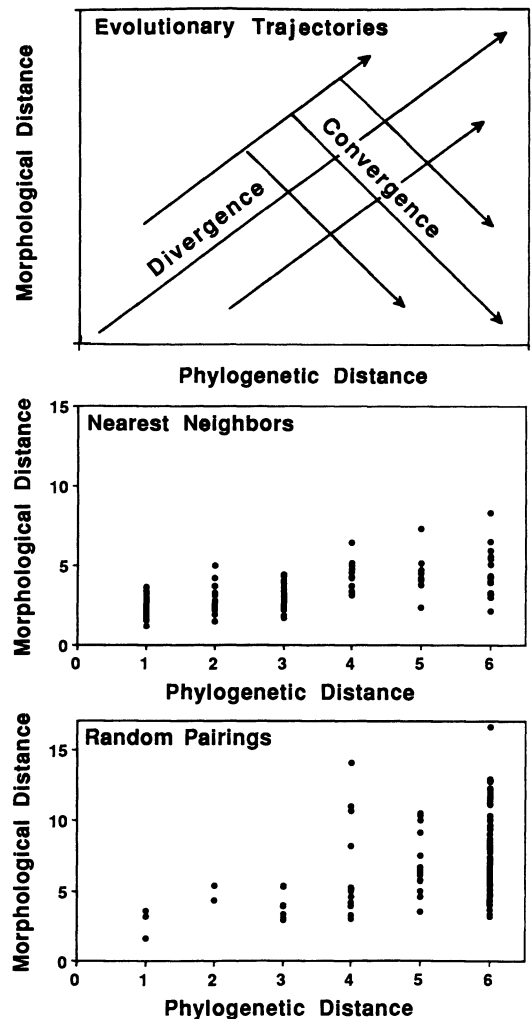 Evolutionary Trajectories
Morphological Distance
Divergence
Convergence
Phylogenetic Distance
Nearest Neighbors
Morphological Distance
15
10
5
0
0 1 2 3 4 5 6
Phylogenetic Distance
Random Pairings
Morphological Distance
15
10
5
0
0 1 2 3 4 5 6
Phylogenetic Distance